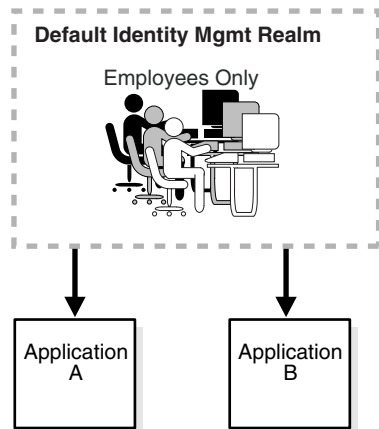 Default Identity Mgmt Realm
Employees Only
Application
A
Application
B